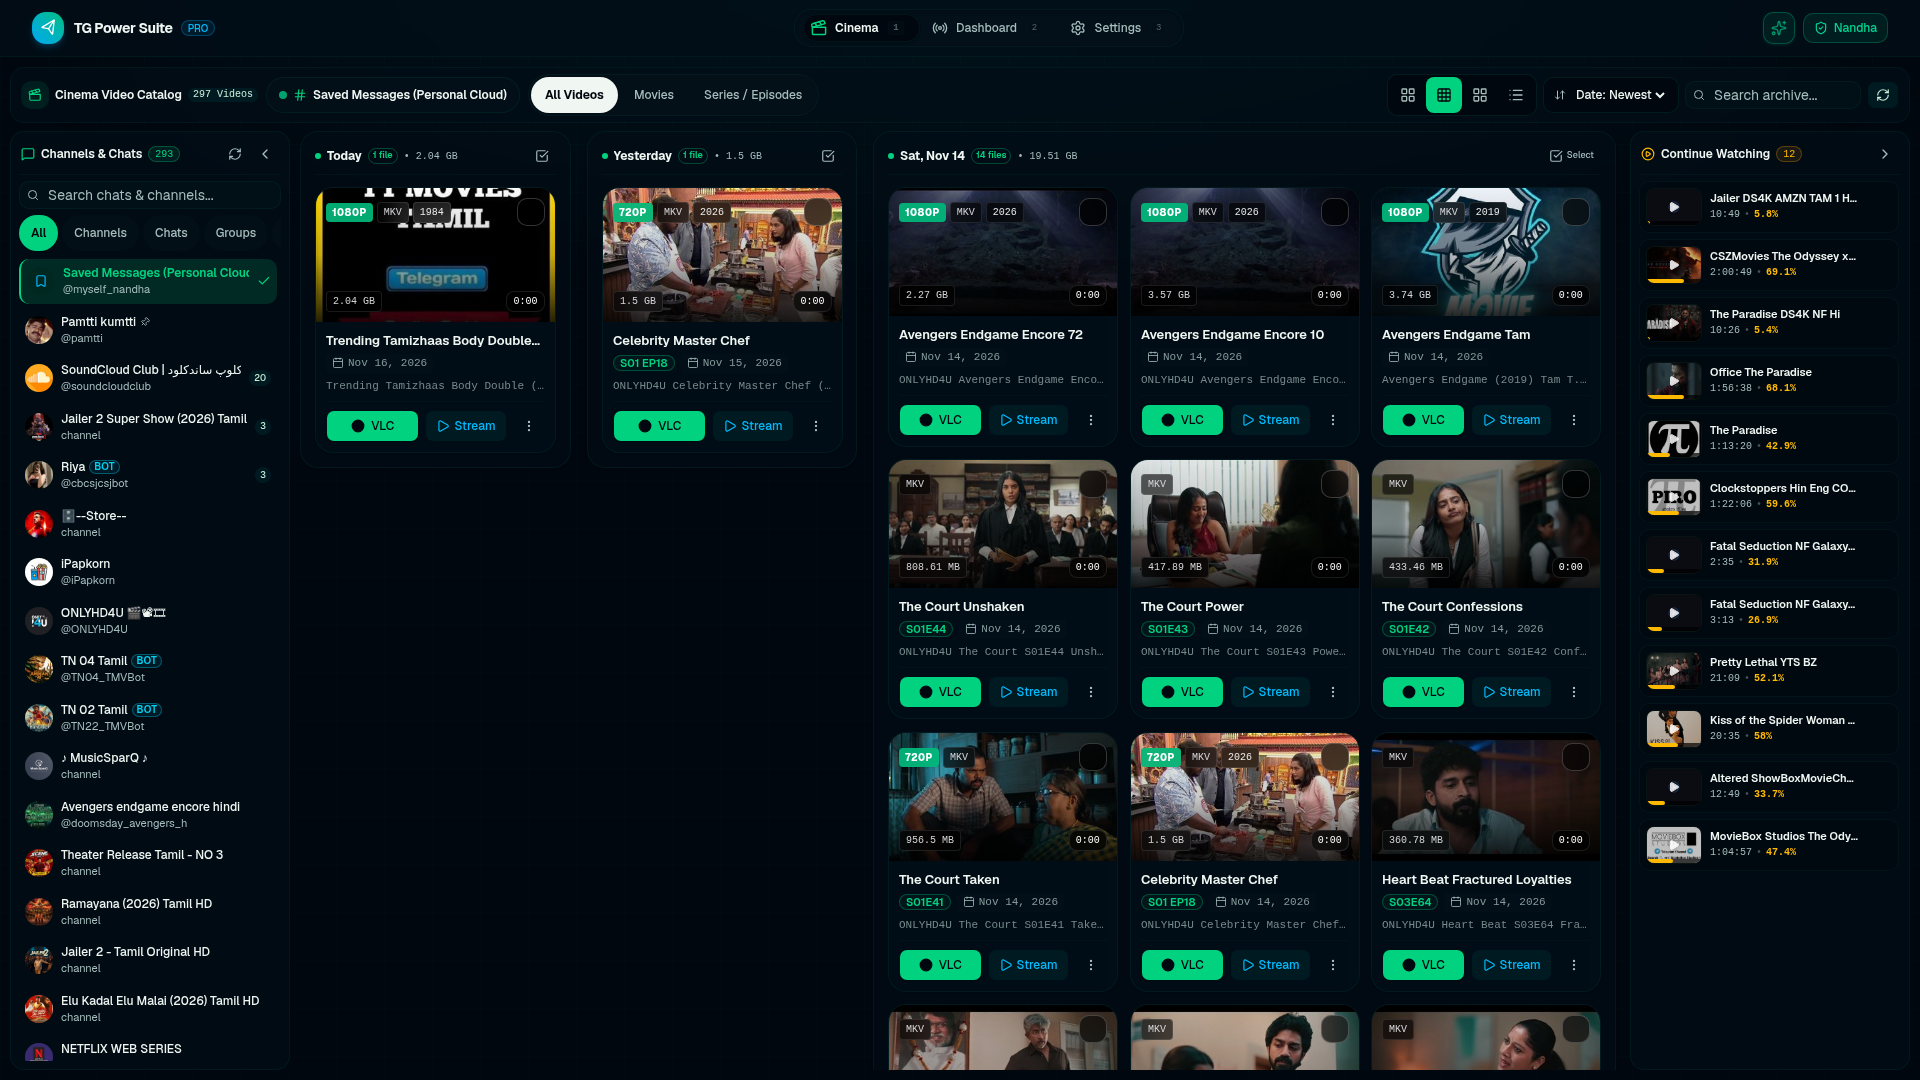 TG Power Suite PRO
Cinema 1
Dashboard 2
Settings 3
Nandha
Cinema Video Catalog 297 Videos
# Saved Messages (Personal Cloud)
All Videos
Movies
Series / Episodes
Date: Newest
Search archive...
Channels & Chats 293
Search chats & channels...
All
Channels
Chats
Groups
Saved Messages (Personal Cloud
@myself_nandha
Pamtti kumtti
@pamtti
SoundCloud Club | کلوپ ساندکلود
@soundcloudclub
20
Jailer 2 Super Show (2026) Tamil
channel
3
Riya BOT
@cbcsjcsjbot
3
--Store--
channel
iPapkorn
@iPapkorn
ONLYHD4U
@ONLYHD4U
TN 04 Tamil BOT
@TN04_TMVBot
TN 02 Tamil BOT
@TN22_TMVBot
♪ MusicSparQ ♪
channel
Avengers endgame encore hindi
@doomsday_avengers_h
Theater Release Tamil - NO 3
channel
Ramayana (2026) Tamil HD
channel
Jailer 2 - Tamil Original HD
channel
Elu Kadal Elu Malai (2026) Tamil HD
channel
NETFLIX WEB SERIES
Today 1 file • 2.04 GB
MOVIES
TAMIL
1080P MKV 1984
Telegram
2.04 GB
0:00
Trending Tamizhaas Body Double...
Nov 16, 2026
Trending Tamizhaas Body Double (...
VLC
Stream
Yesterday 1 file • 1.5 GB
720P MKV 2026
1.5 GB
0:00
Celebrity Master Chef
S01 EP18 Nov 15, 2026
ONLYHD4U Celebrity Master Chef (...
VLC
Stream
Sat, Nov 14 14 files • 19.51 GB
Select
1080P MKV 2026
2.27 GB
0:00
Avengers Endgame Encore 72
Nov 14, 2026
ONLYHD4U Avengers Endgame Enco...
VLC
Stream
1080P MKV 2026
3.57 GB
0:00
Avengers Endgame Encore 10
Nov 14, 2026
ONLYHD4U Avengers Endgame Enco...
VLC
Stream
1080P MKV 2019
MOVIE
3.74 GB
0:00
Avengers Endgame Tam
Nov 14, 2026
Avengers Endgame (2019) Tam T...
VLC
Stream
MKV
808.61 MB
0:00
The Court Unshaken
S01E44 Nov 14, 2026
ONLYHD4U The Court S01E44 Unsh...
VLC
Stream
MKV
417.89 MB
0:00
The Court Power
S01E43 Nov 14, 2026
ONLYHD4U The Court S01E43 Powe...
VLC
Stream
MKV
433.46 MB
0:00
The Court Confessions
S01E42 Nov 14, 2026
ONLYHD4U The Court S01E42 Conf...
VLC
Stream
720P MKV
956.5 MB
0:00
The Court Taken
S01E41 Nov 14, 2026
ONLYHD4U The Court S01E41 Take...
VLC
Stream
720P MKV 2026
1.5 GB
0:00
Celebrity Master Chef
S01 EP18 Nov 14, 2026
ONLYHD4U Celebrity Master Chef...
VLC
Stream
MKV
360.78 MB
0:00
Heart Beat Fractured Loyalties
S03E64 Nov 14, 2026
ONLYHD4U Heart Beat S03E64 Fra...
VLC
Stream
MKV
MKV
MKV
Continue Watching 12
Jailer DS4K AMZN TAM 1 H...
10:49 • 5.8%
CSZMovies The Odyssey x...
2:00:49 • 69.1%
The Paradise DS4K NF Hi
10:26 • 5.4%
Office The Paradise
1:56:38 • 68.1%
The Paradise
1:13:20 • 42.9%
Clockstoppers Hin Eng CO...
1:22:06 • 59.6%
Fatal Seduction NF Galaxy...
2:35 • 31.9%
Fatal Seduction NF Galaxy...
3:13 • 26.9%
Pretty Lethal YTS BZ
21:09 • 52.1%
Kiss of the Spider Woman ...
20:35 • 58%
Altered ShowBoxMovieCh...
12:49 • 33.7%
MovieBox Studios The Ody...
1:04:57 • 47.4%